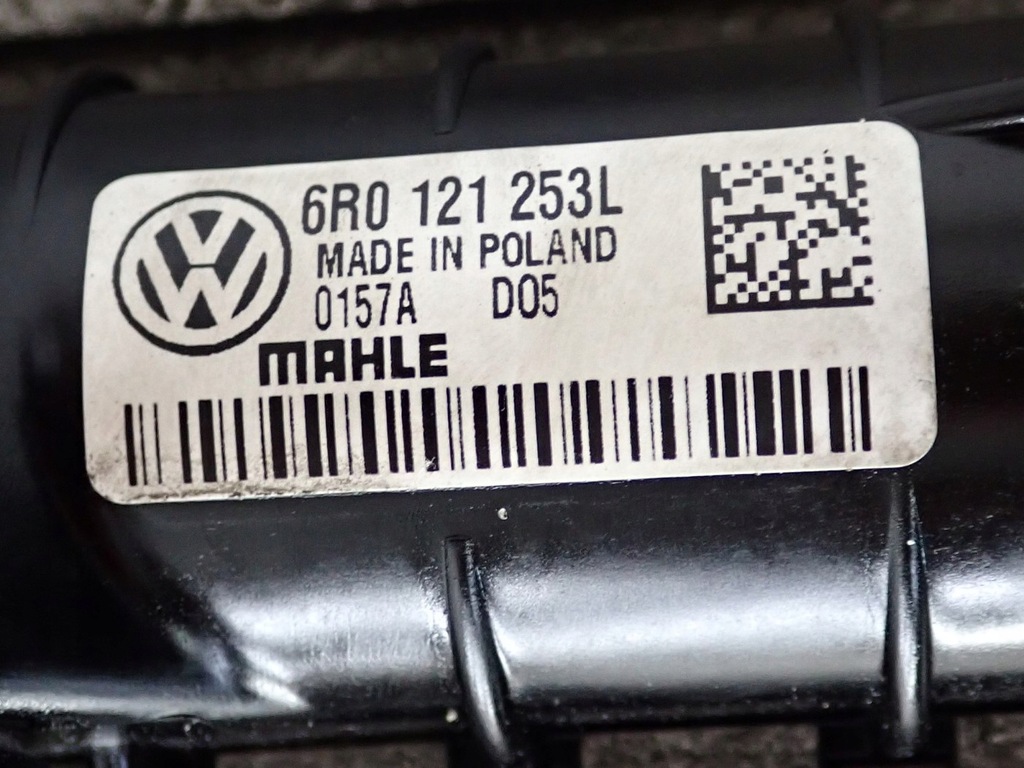 6R0 121 253L
MADE IN POLAND
0157A D05
MAHLE